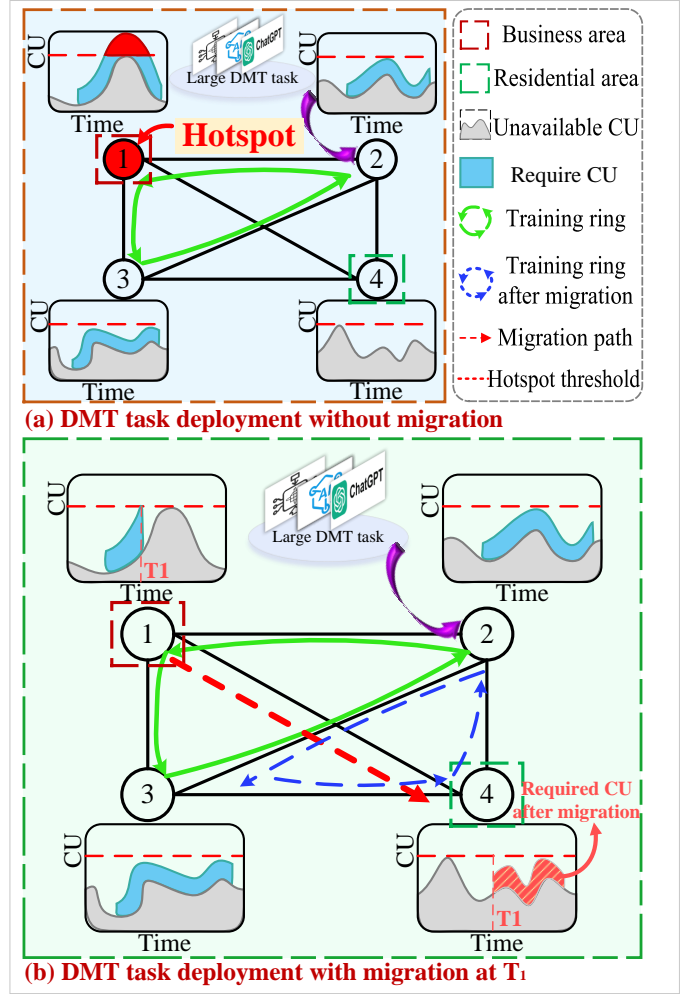 CU
Time
ChatGPT
Large DMT task
CU
Time
Hotspot
1
2
3
4
CU
Time
CU
Time
(a) DMT task deployment without migration
Business area
Residential area
Unavailable CU
Require CU
Training ring
Training ring
after migration
Migration path
Hotspot threshold
CU
T1
Time
ChatGPT
Large DMT task
CU
Time
1
2
3
4
Required CU
after migration
CU
Time
CU
T1
Time
(b) DMT task deployment with migration at T1